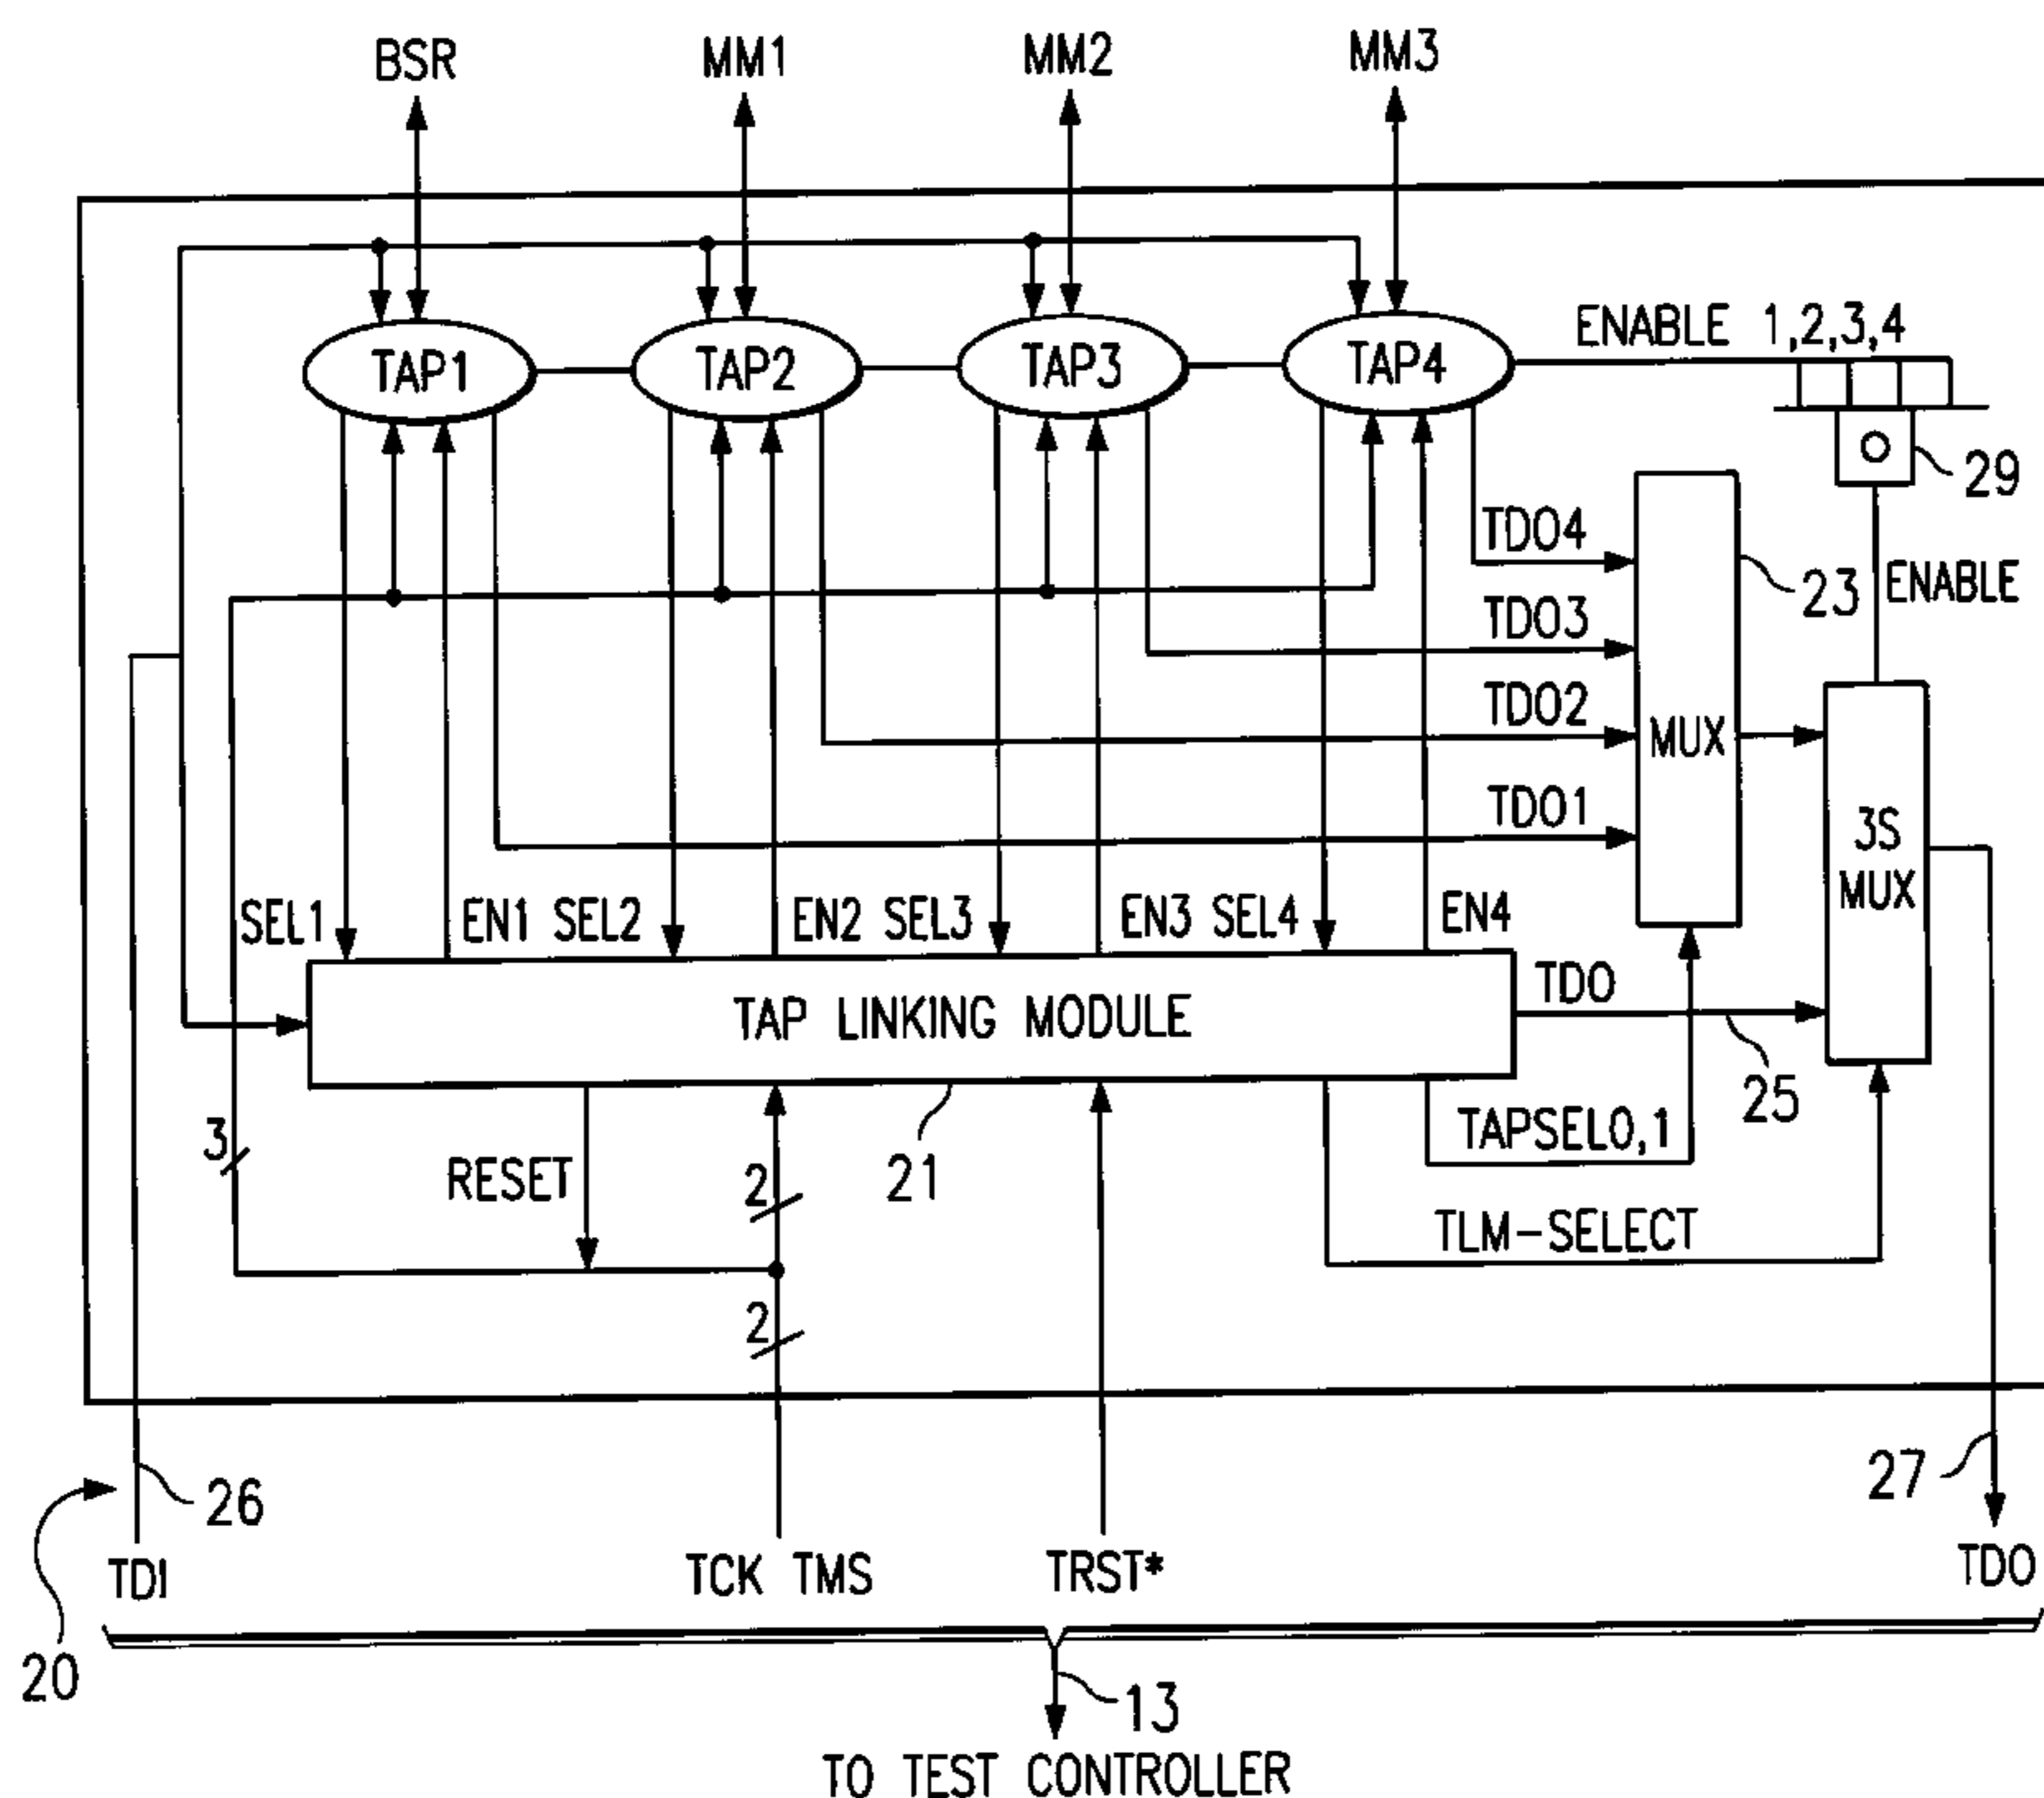 BSR MM1 MM2 MM3
TAP1 TAP2 TAP3 TAP4 ENABLE 1,2,3,4
29
TDO4
23 ENABLE
TDO3
TDO2
MUX
TDO1
3S
MUX
SEL1 EN1 SEL2 EN2 SEL3 EN3 SEL4 EN4
TAP LINKING MODULE TDO
25
3 RESET 2 21 TAPSEL0,1
TLM-SELECT
2
26 27
TDI TCK TMS TRST* TDO
20
13
TO TEST CONTROLLER